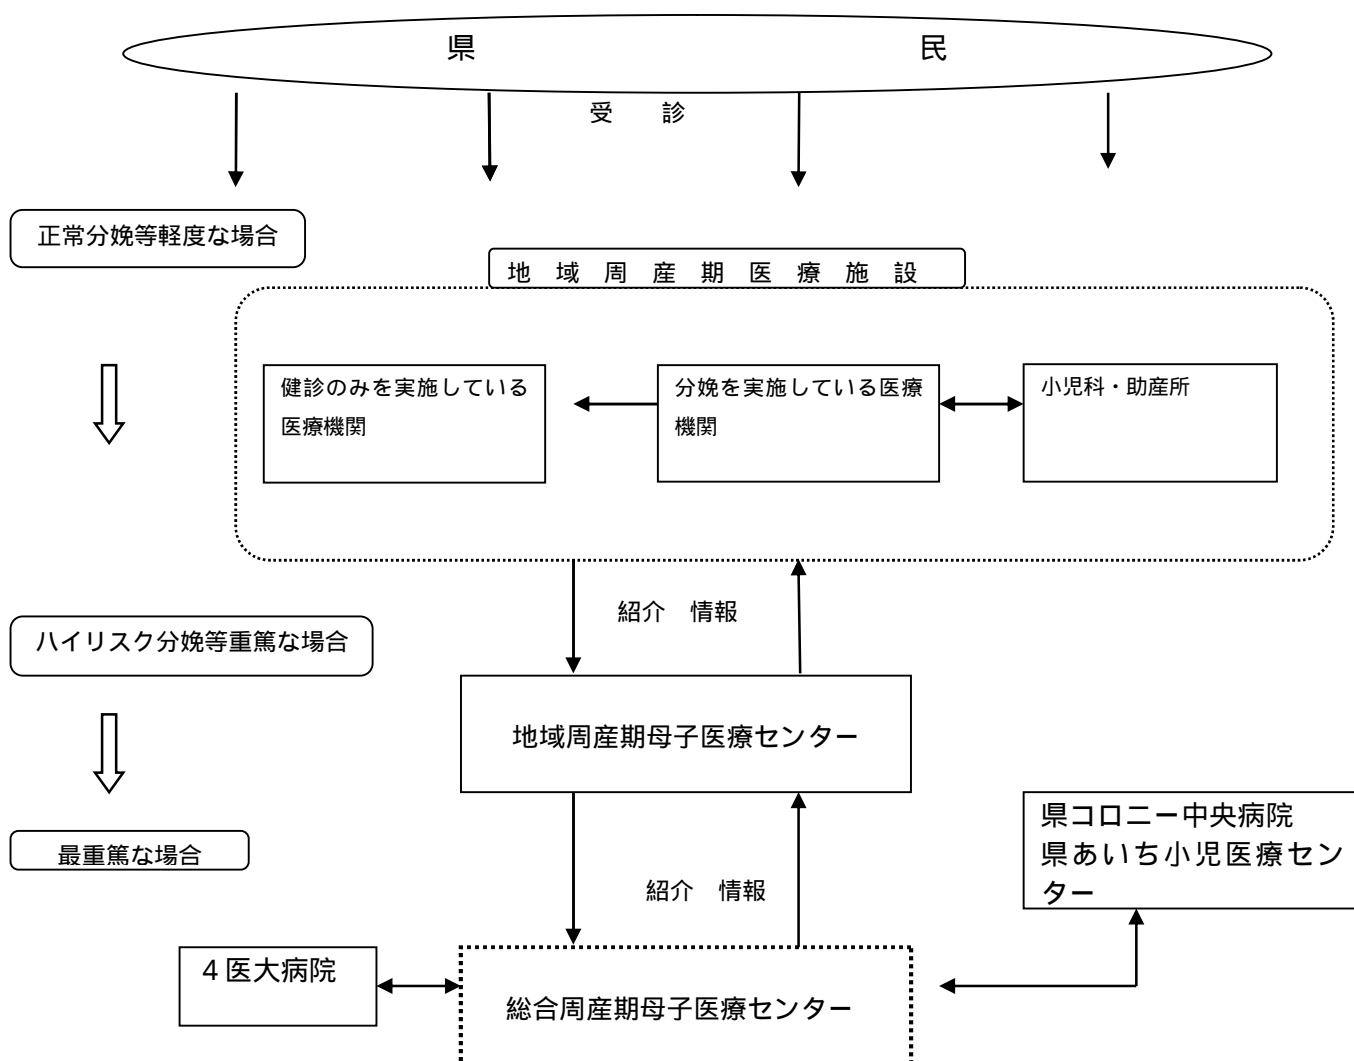 県　民
受　診
正常分娩等軽度な場合
地域周産期医療施設
健診のみを実施している
医療機関
分娩を実施している医療
機関
小児科・助産所
紹介　情報
ハイリスク分娩等重篤な場合
地域周産期母子医療センター
県コロニー中央病院
県あいち小児医療セン
ター
最重篤な場合
紹介　情報
４医大病院
総合周産期母子医療センター